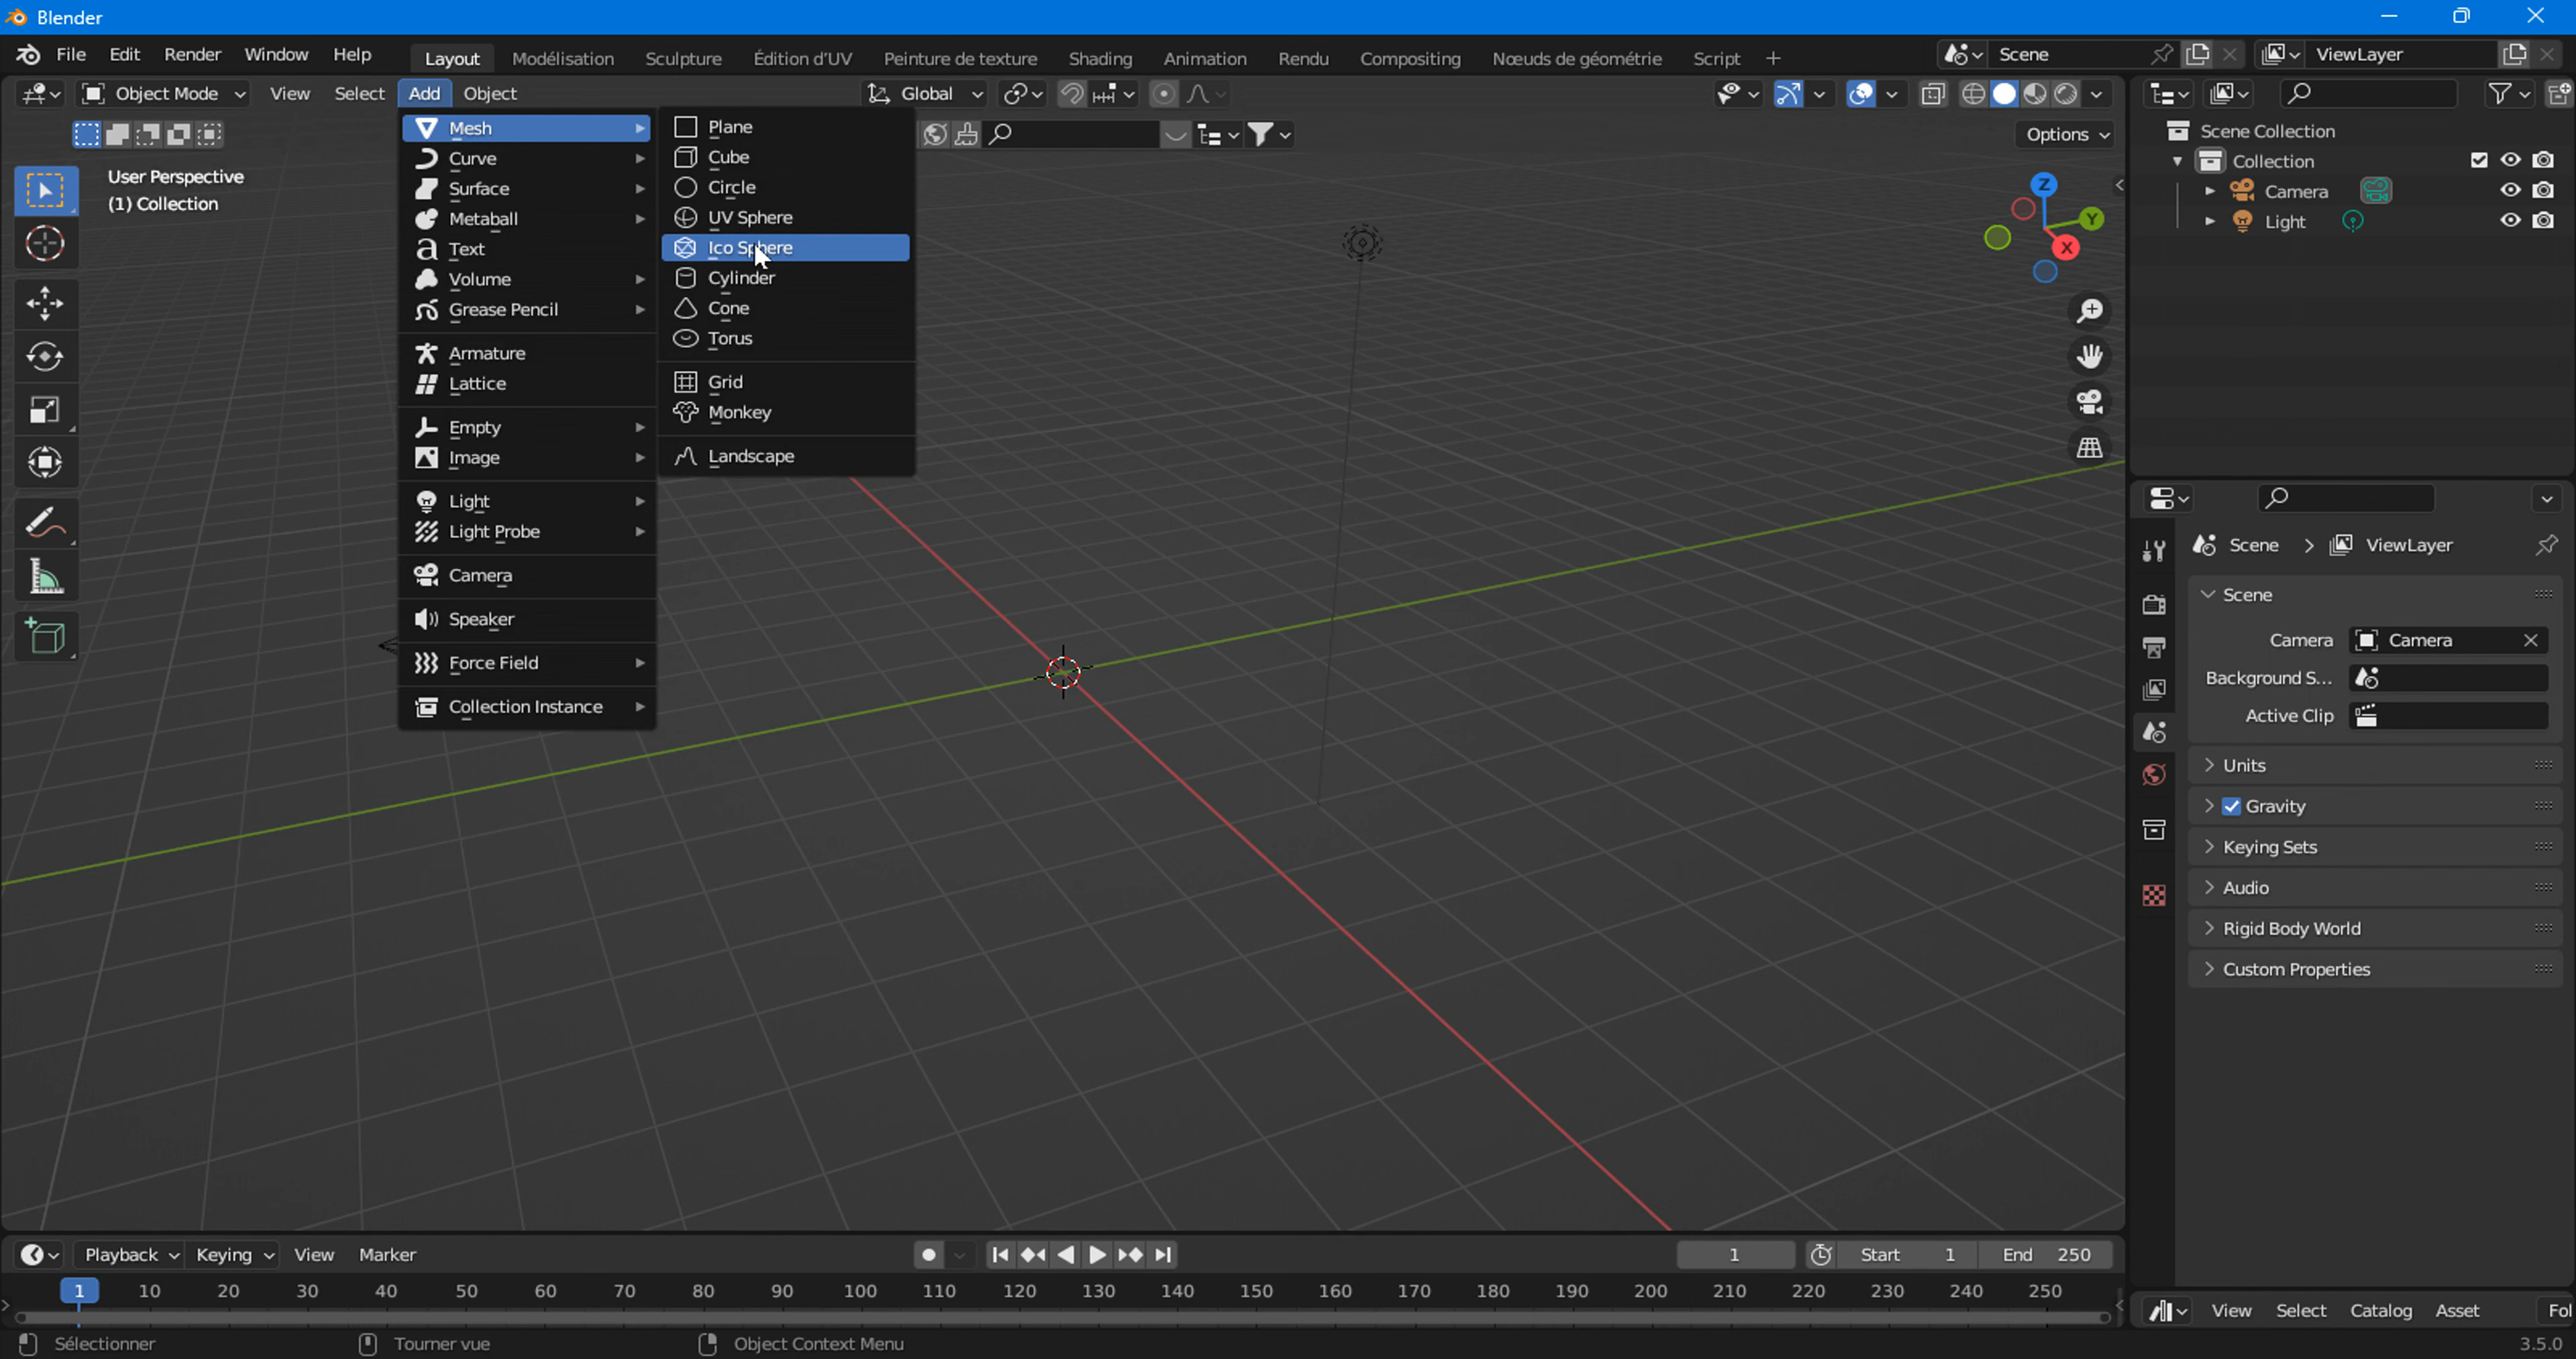 Blender
File Edit Render Window Help Layout Modélisation Sculpture Édition d'UV Peinture de texture Shading Animation Rendu Compositing Nœuds de géométrie Script + Scene ViewLayer
Object Mode View Select Add Object Global
Options
User Perspective
(1) Collection
Mesh
Curve
Surface
Metaball
Text
Volume
Grease Pencil
Armature
Lattice
Empty
Image
Light
Light Probe
Camera
Speaker
Force Field
Collection Instance
Plane
Cube
Circle
UV Sphere
Ico Sphere
Cylinder
Cone
Torus
Grid
Monkey
Landscape
Z
Y
X
Scene Collection
Collection
Camera
Light
Scene > ViewLayer
Scene
Camera Camera
Background S...
Active Clip
Units
Gravity
Keying Sets
Audio
Rigid Body World
Custom Properties
Playback Keying View Marker 1 Start 1 End 250
1 10 20 30 40 50 60 70 80 90 100 110 120 130 140 150 160 170 180 190 200 210 220 230 240 250
View Select Catalog Asset Fol
Sélectionner Tourner vue Object Context Menu 3.5.0